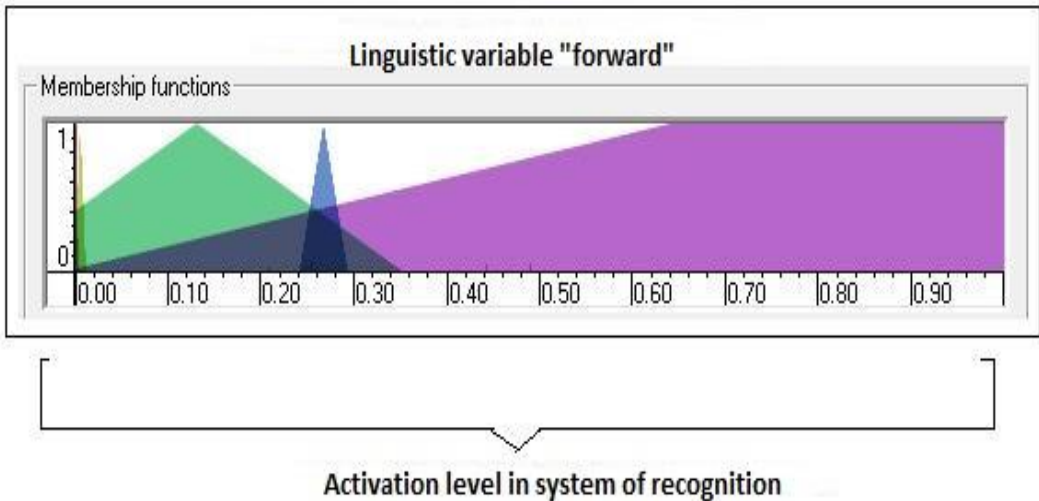 Linguistic variable "forward"
Membership functions
1
0
0.00 0.10 0.20 0.30 0.40 0.50 0.60 0.70 0.80 0.90
Activation level in system of recognition